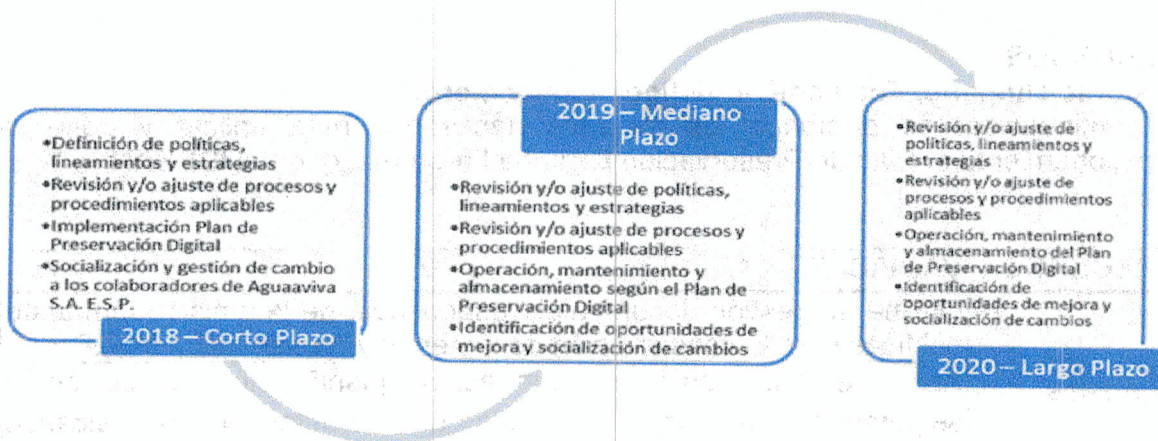 •Definición de políticas,
lineamientos y estrategias
•Revisión y/o ajuste de procesos y
procedimientos aplicables
•Implementación Plan de
Preservación Digital
•Socialización y gestión de cambio
a los colaboradores de Aguaaviva
S.A. E.S.P.
2018 – Corto Plazo
2019 – Mediano
Plazo
•Revisión y/o ajuste de políticas,
lineamientos y estrategias
•Revisión y/o ajuste de procesos y
procedimientos aplicables
•Operación, mantenimiento y
almacenamiento según el Plan de
Preservación Digital
•Identificación de oportunidades de
mejora y socialización de cambios
•Revisión y/o ajuste de
políticas, lineamientos y
estrategias
•Revisión y/o ajuste de
procesos y procedimientos
aplicables
•Operación, mantenimiento
y almacenamiento del Plan
de Preservación Digital
•Identificación de
oportunidades de mejora y
socialización de cambios
2020 – Largo Plazo